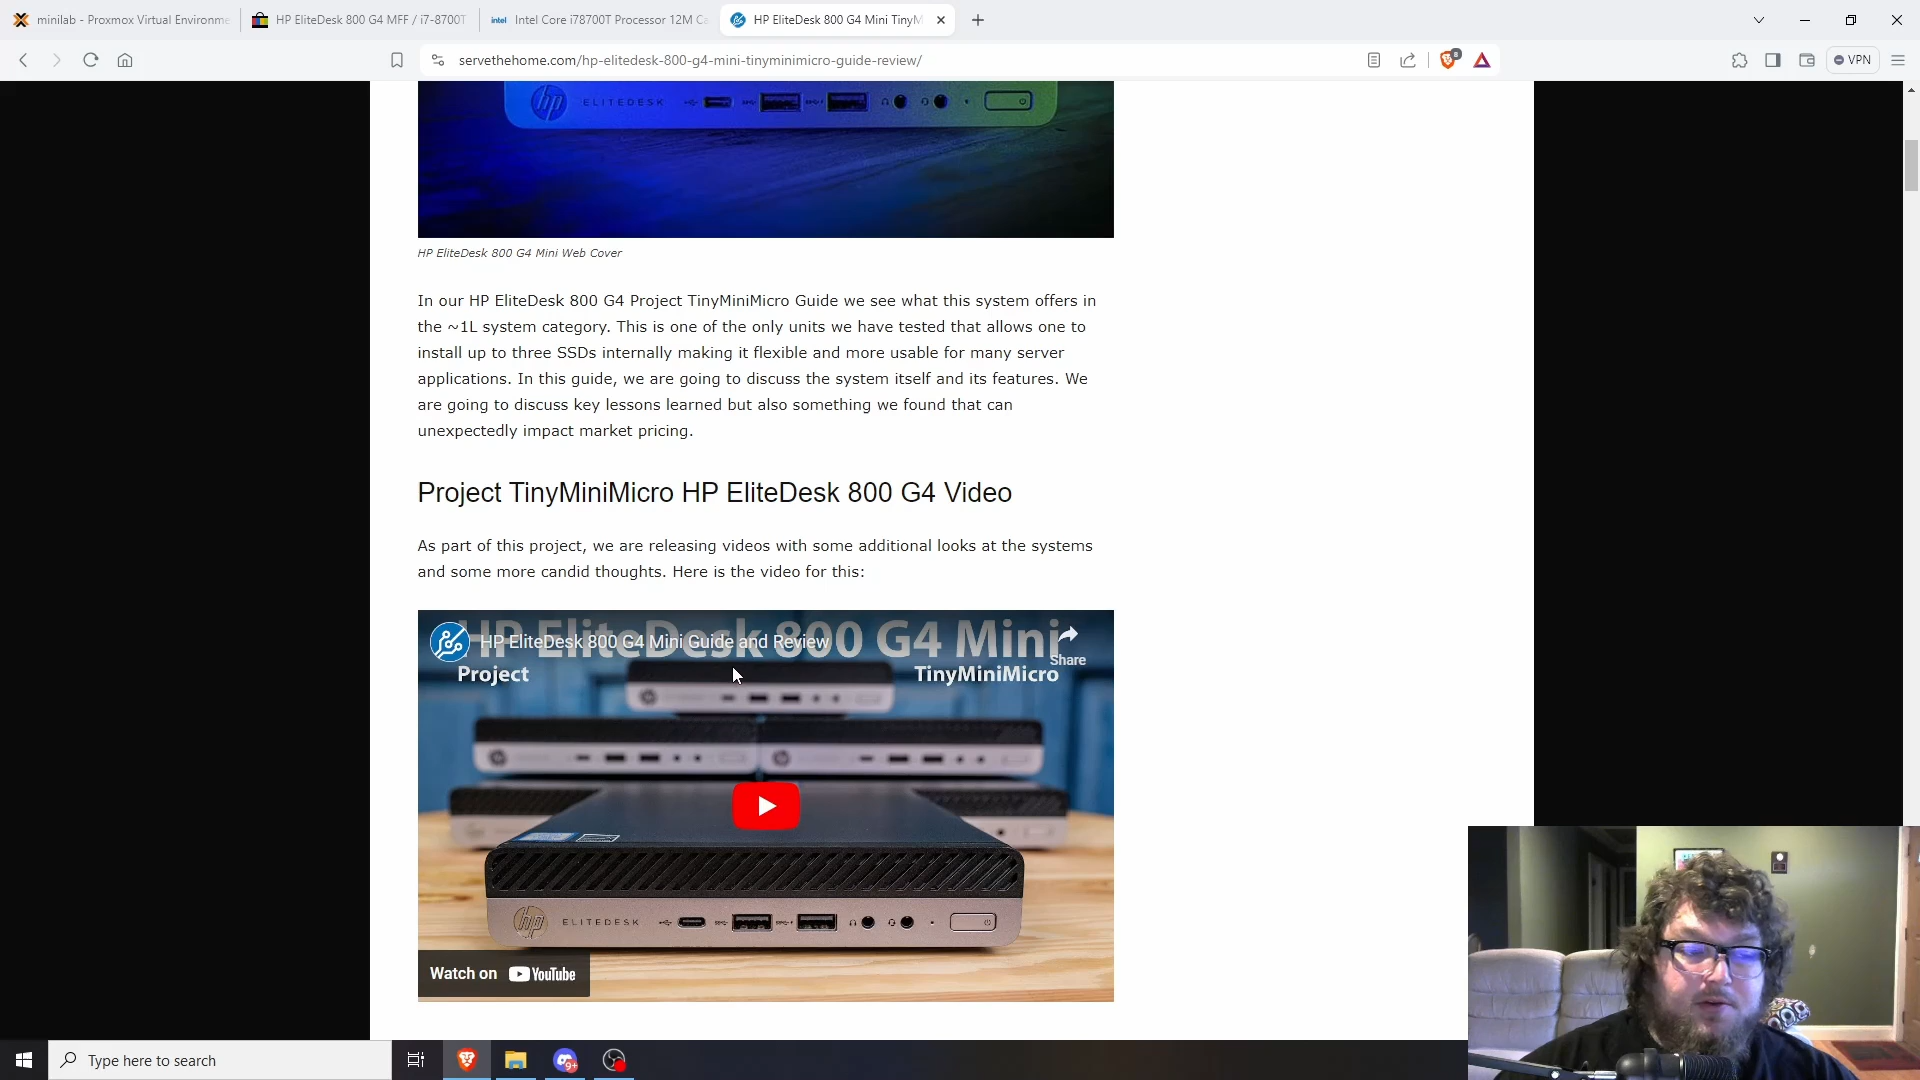 minilab - Proxmox Virtual Environme
HP EliteDesk 800 G4 MFF / i7-8700T
intel Intel Core i78700T Processor 12M Ca
HP EliteDesk 800 G4 Mini TinyM
servethehome.com/hp-elitedesk-800-g4-mini-tinyminimicro-guide-review/
8
VPN
hp ELITEDESK
HP EliteDesk 800 G4 Mini Web Cover
In our HP EliteDesk 800 G4 Project TinyMiniMicro Guide we see what this system offers in
the ~1L system category. This is one of the only units we have tested that allows one to
install up to three SSDs internally making it flexible and more usable for many server
applications. In this guide, we are going to discuss the system itself and its features. We
are going to discuss key lessons learned but also something we found that can
unexpectedly impact market pricing.
Project TinyMiniMicro HP EliteDesk 800 G4 Video
As part of this project, we are releasing videos with some additional looks at the systems
and some more candid thoughts. Here is the video for this:
HP EliteDesk 800 G4 Mini
HP EliteDesk 800 G4 Mini Guide and Review
Share
Project
TinyMiniMicro
hp ELITEDESK
Watch on YouTube
Type here to search
9+